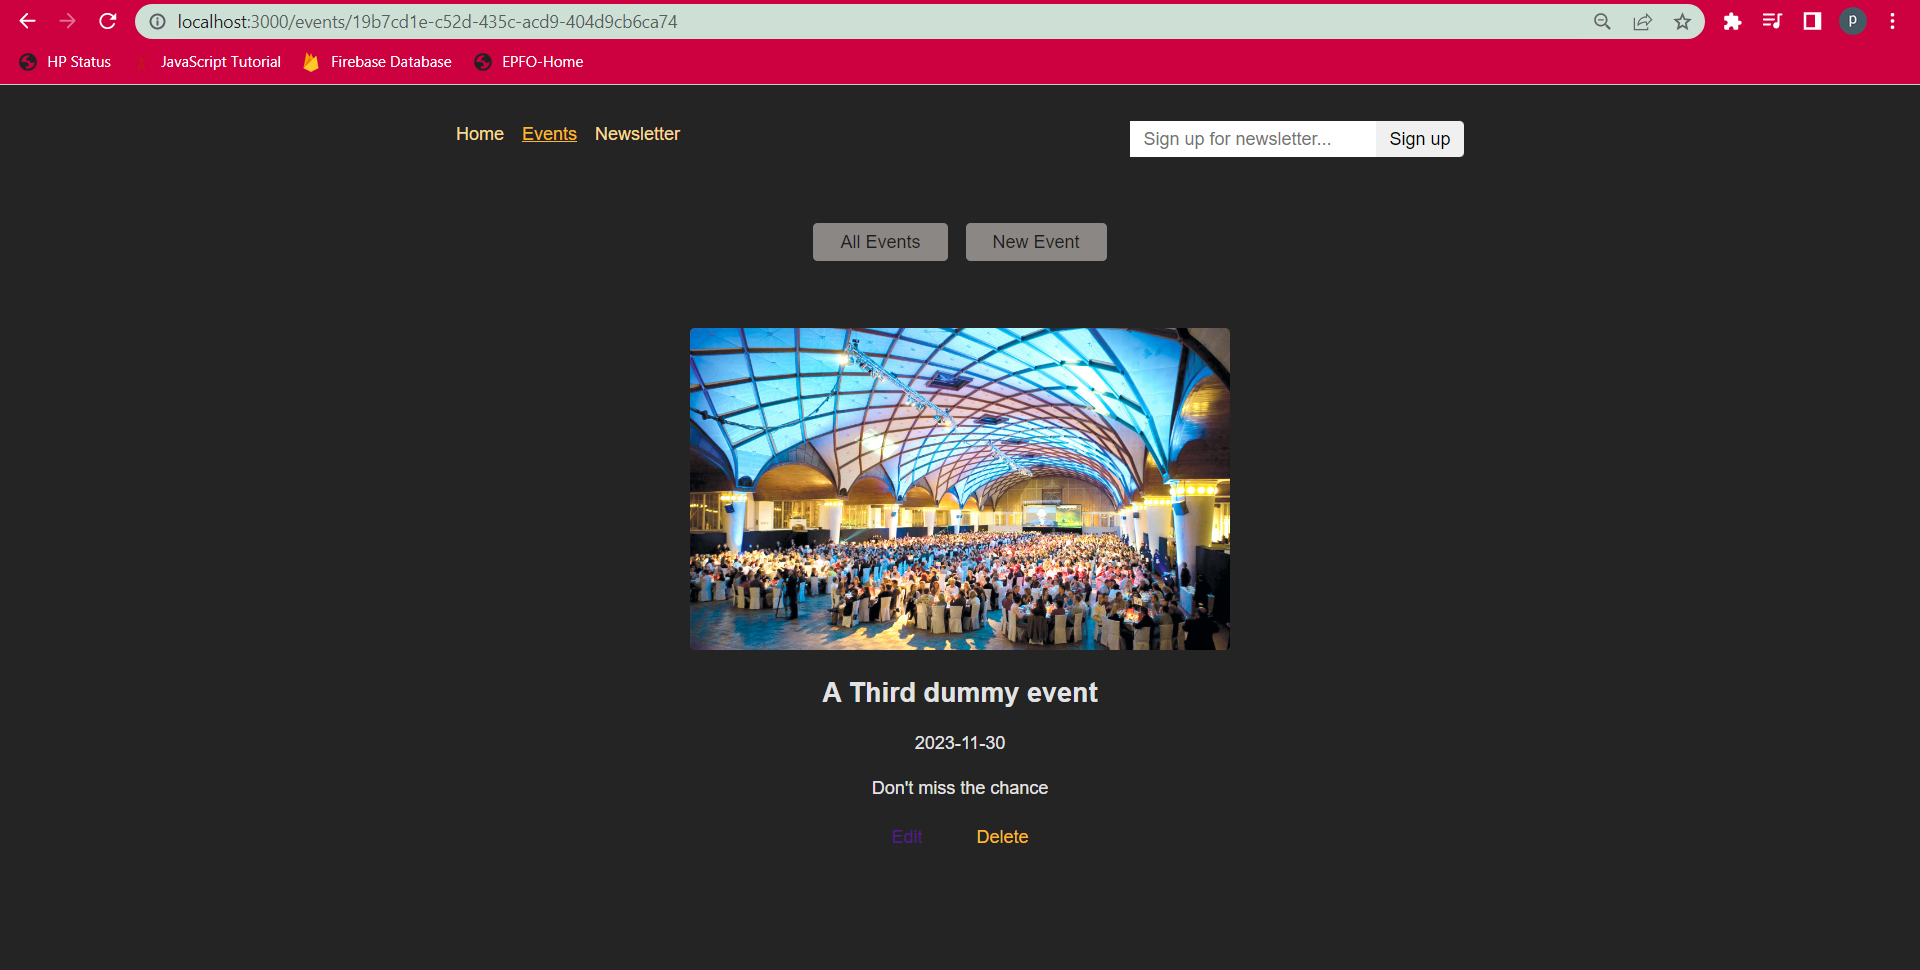 localhost:3000/events/19b7cd1e-c52d-435c-acd9-404d9cb6ca74
p
HP Status JavaScript Tutorial Firebase Database EPFO-Home
Home Events Newsletter
Sign up for newsletter... Sign up
All Events New Event
A Third dummy event
2023-11-30
Don't miss the chance
Edit Delete